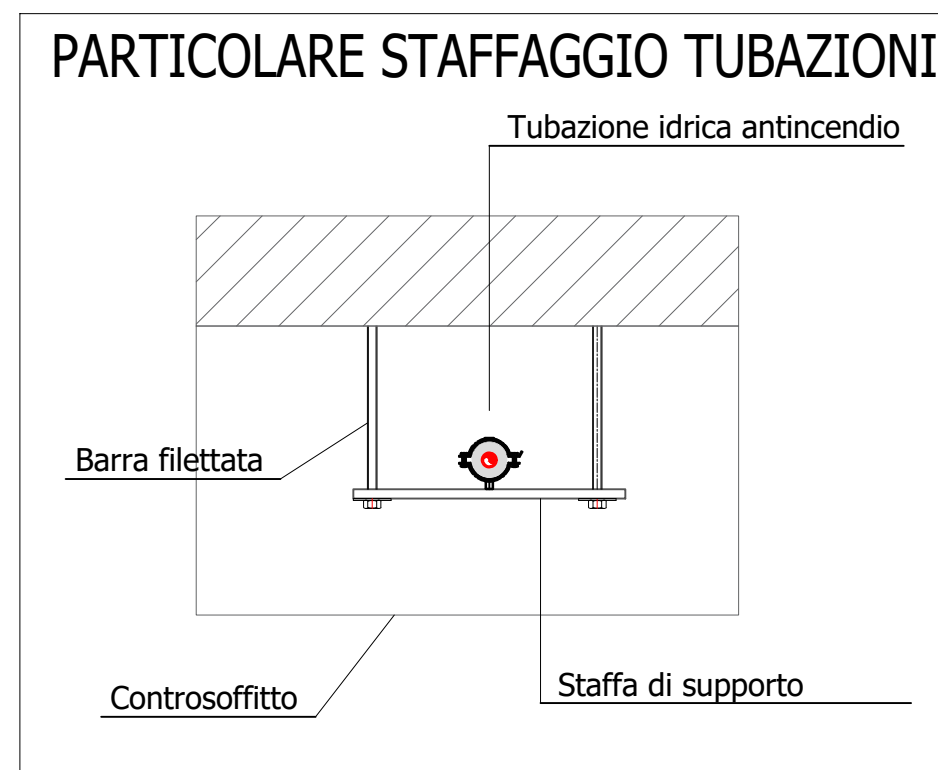 PARTICOLARE STAFFAGGIO TUBAZIONI
Tubazione idrica antincendio
Barra filettata
Staffa di supporto
Controsoffitto